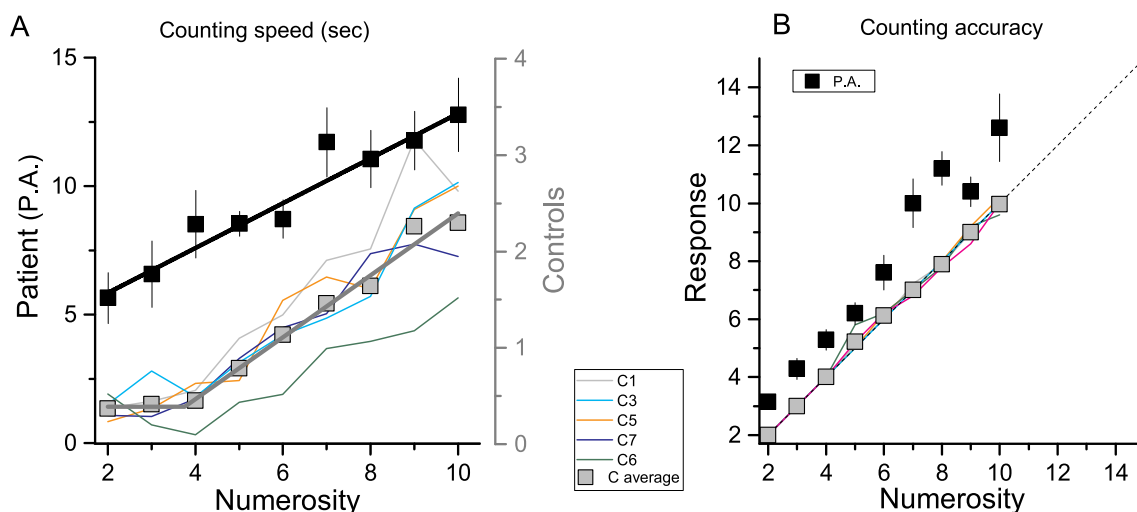 A
Counting speed (sec)
15
10
5
0
Patient (P.A.)
4
3
2
1
0
Controls
2
4
6
8
10
Numerosity
C1
C3
C5
C7
C6
C average
B
Counting accuracy
P.A.
14
12
10
8
6
4
2
Response
2
4
6
8
10
12
14
Numerosity